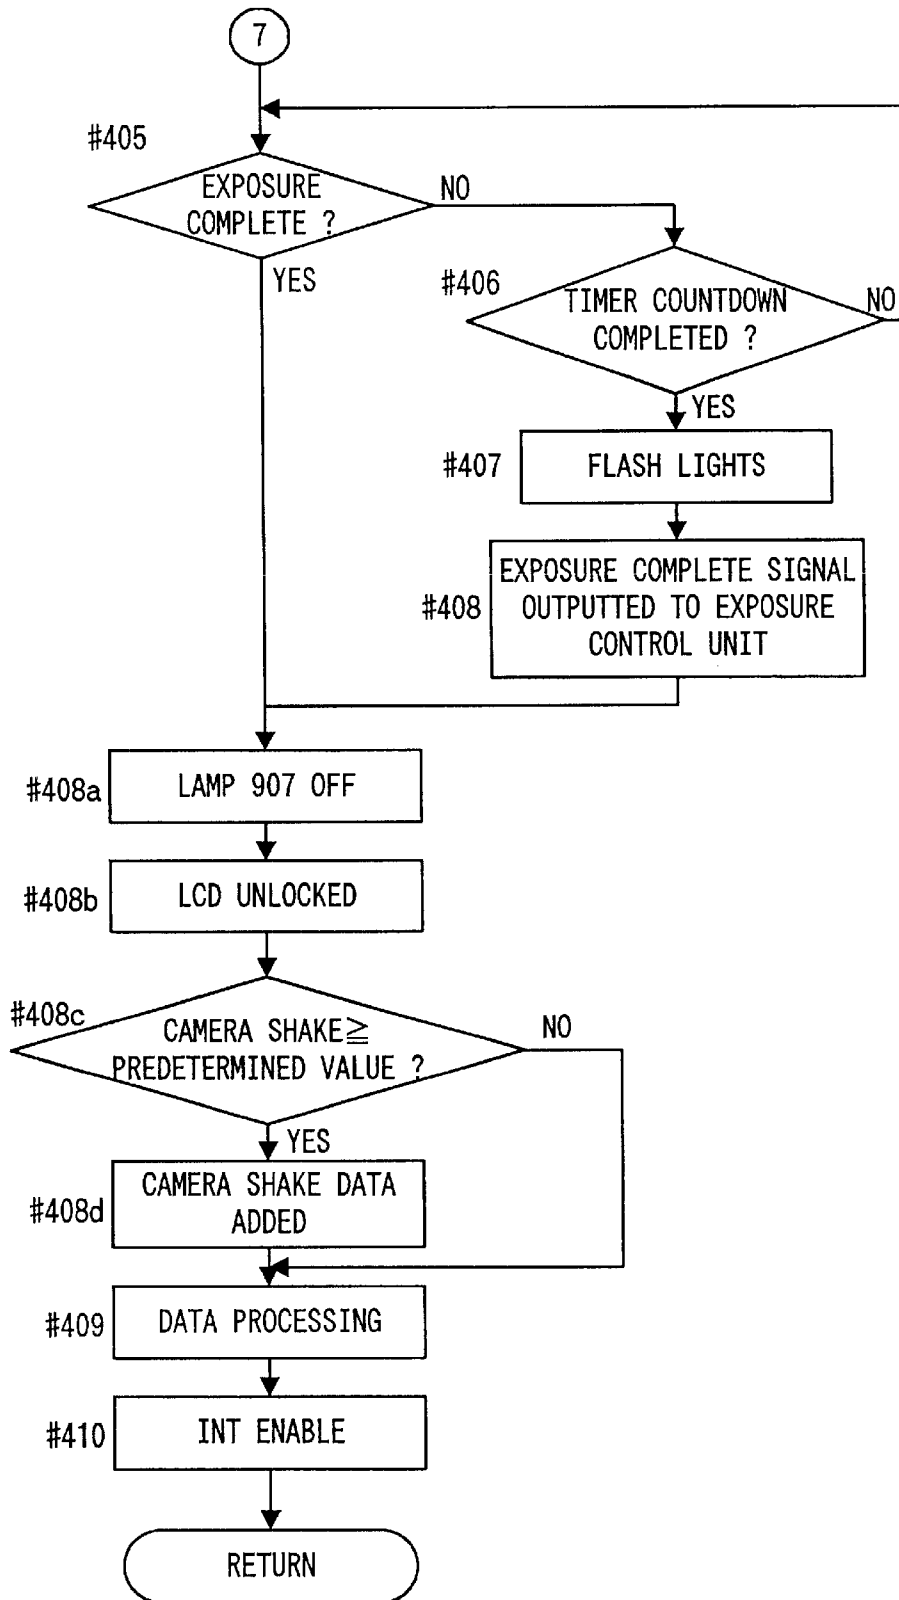 7
#405
EXPOSURE
COMPLETE ?
NO
YES
#406
TIMER COUNTDOWN
COMPLETED ?
NO
YES
#407
FLASH LIGHTS
#408
EXPOSURE COMPLETE SIGNAL
OUTPUTTED TO EXPOSURE
CONTROL UNIT
#408a
LAMP 907 OFF
#408b
LCD UNLOCKED
#408c
CAMERA SHAKE≧
PREDETERMINED VALUE ?
NO
YES
#408d
CAMERA SHAKE DATA
ADDED
#409
DATA PROCESSING
#410
INT ENABLE
RETURN